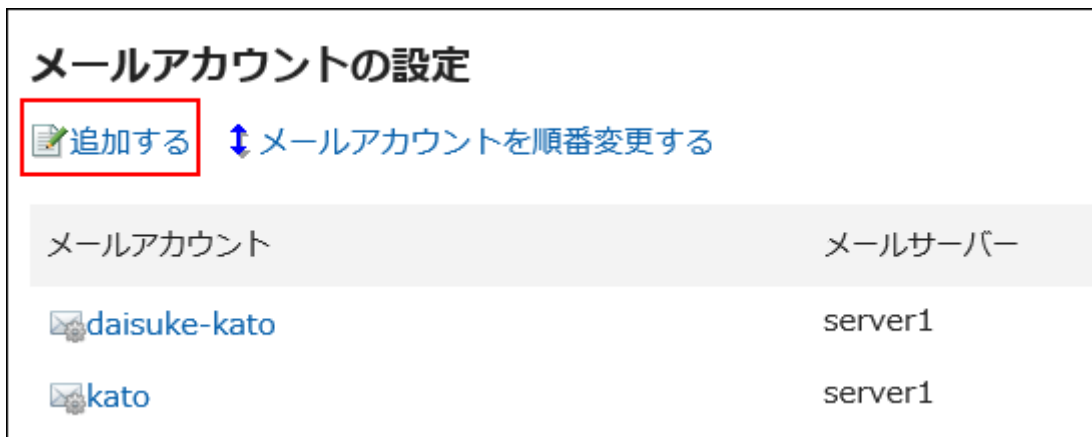 メールアカウントの設定
追加する メールアカウントを順番変更する
メールアカウント メールサーバー
daisuke-kato server1
kato server1